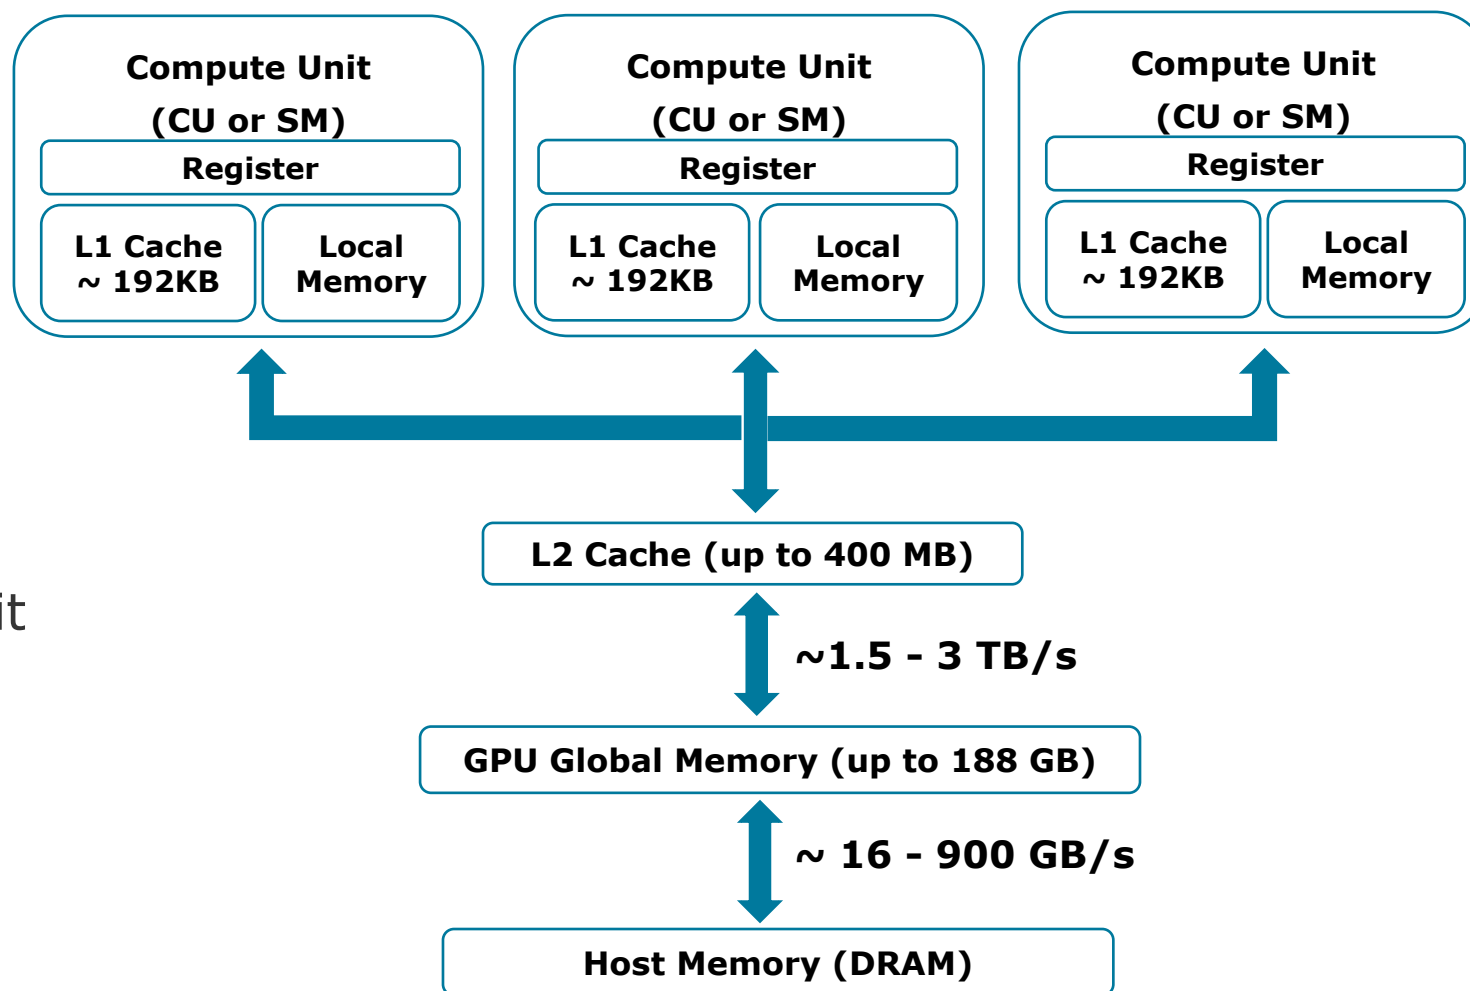 Compute Unit
(CU or SM)
Register
L1 Cache
~ 192KB
Local
Memory
Compute Unit
(CU or SM)
Register
L1 Cache
~ 192KB
Local
Memory
Compute Unit
(CU or SM)
Register
L1 Cache
~ 192KB
Local
Memory
L2 Cache (up to 400 MB)
it
~1.5 - 3 TB/s
GPU Global Memory (up to 188 GB)
~ 16 - 900 GB/s
Host Memory (DRAM)